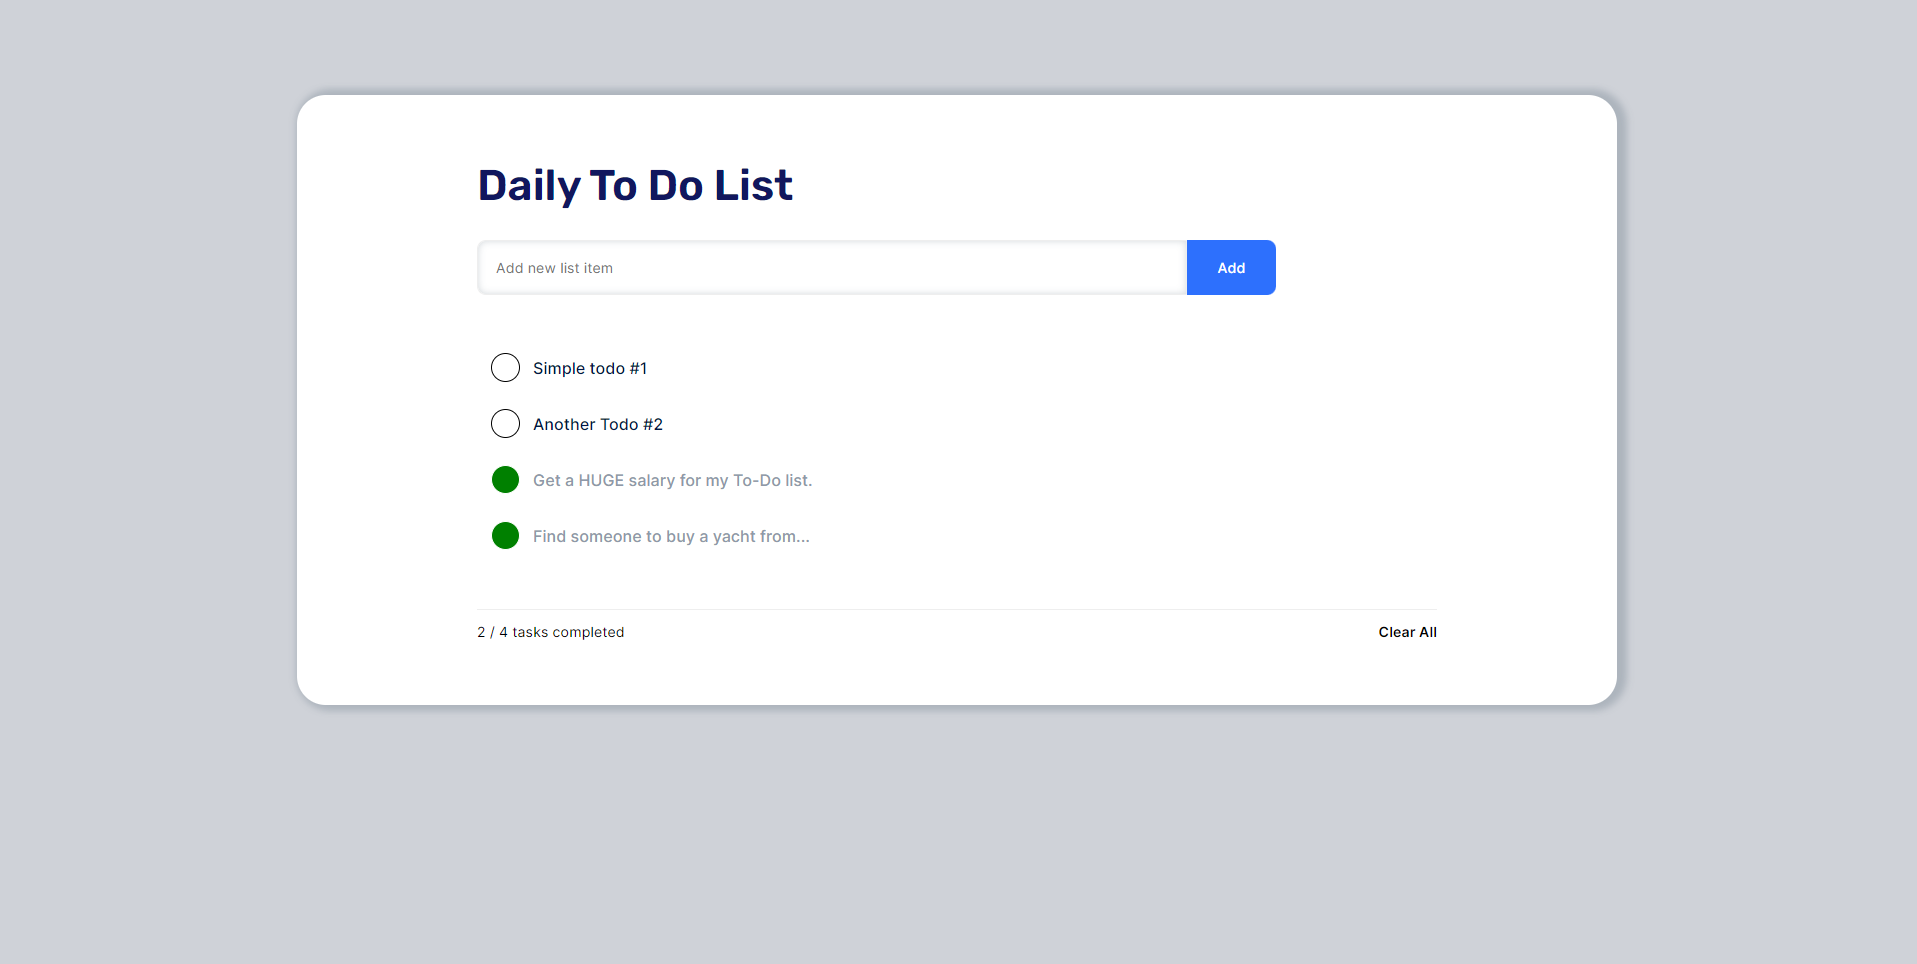 Daily To Do List
Add new list item
Add
Simple todo #1
Another Todo #2
Get a HUGE salary for my To-Do list.
Find someone to buy a yacht from...
2 / 4 tasks completed
Clear All